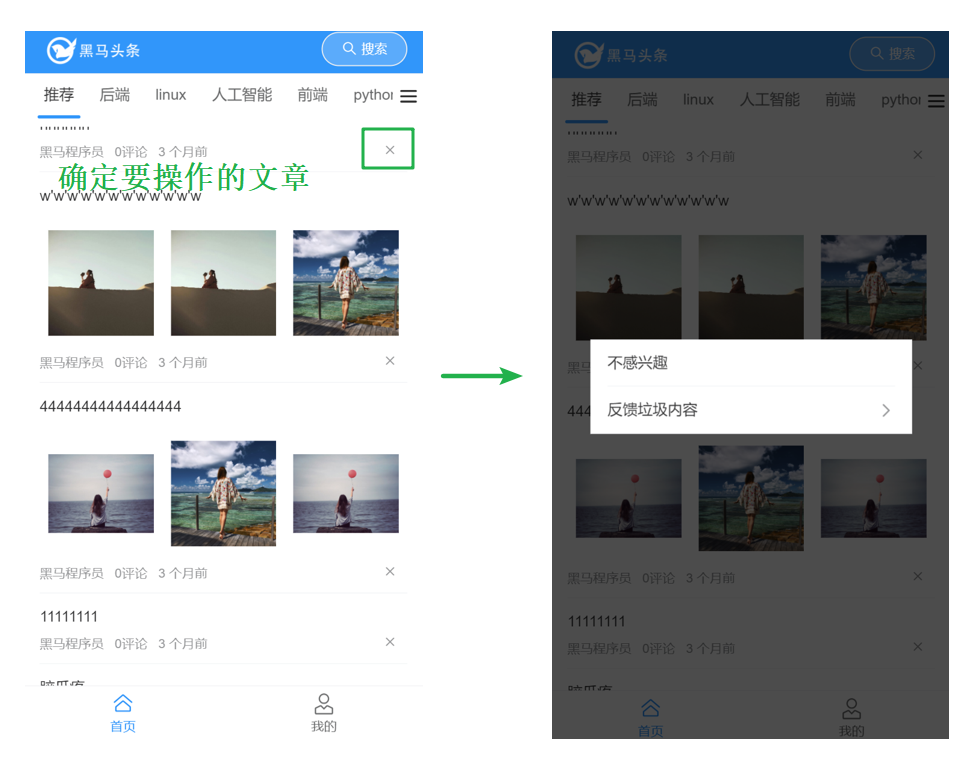 黑马头条
搜索
推荐 后端 linux 人工智能 前端
黑马程序员 0评论 3 个月前
确定要操作的文章
w'w'w'w'w'w'w'w'w'w'w'w
黑马程序员 0评论 3 个月前
44444444444444444
黑马程序员 0评论 3 个月前
11111111
黑马程序员 0评论 3 个月前
首页 我的
黑马头条
搜索
推荐 后端 linux 人工智能 前端
黑马程序员 0评论 3 个月前
w'w'w'w'w'w'w'w'w'w'w'w
黑马
不感兴趣
反馈垃圾内容
444
黑马程序员 0评论 3 个月前
11111111
黑马程序员 0评论 3 个月前
首页 我的